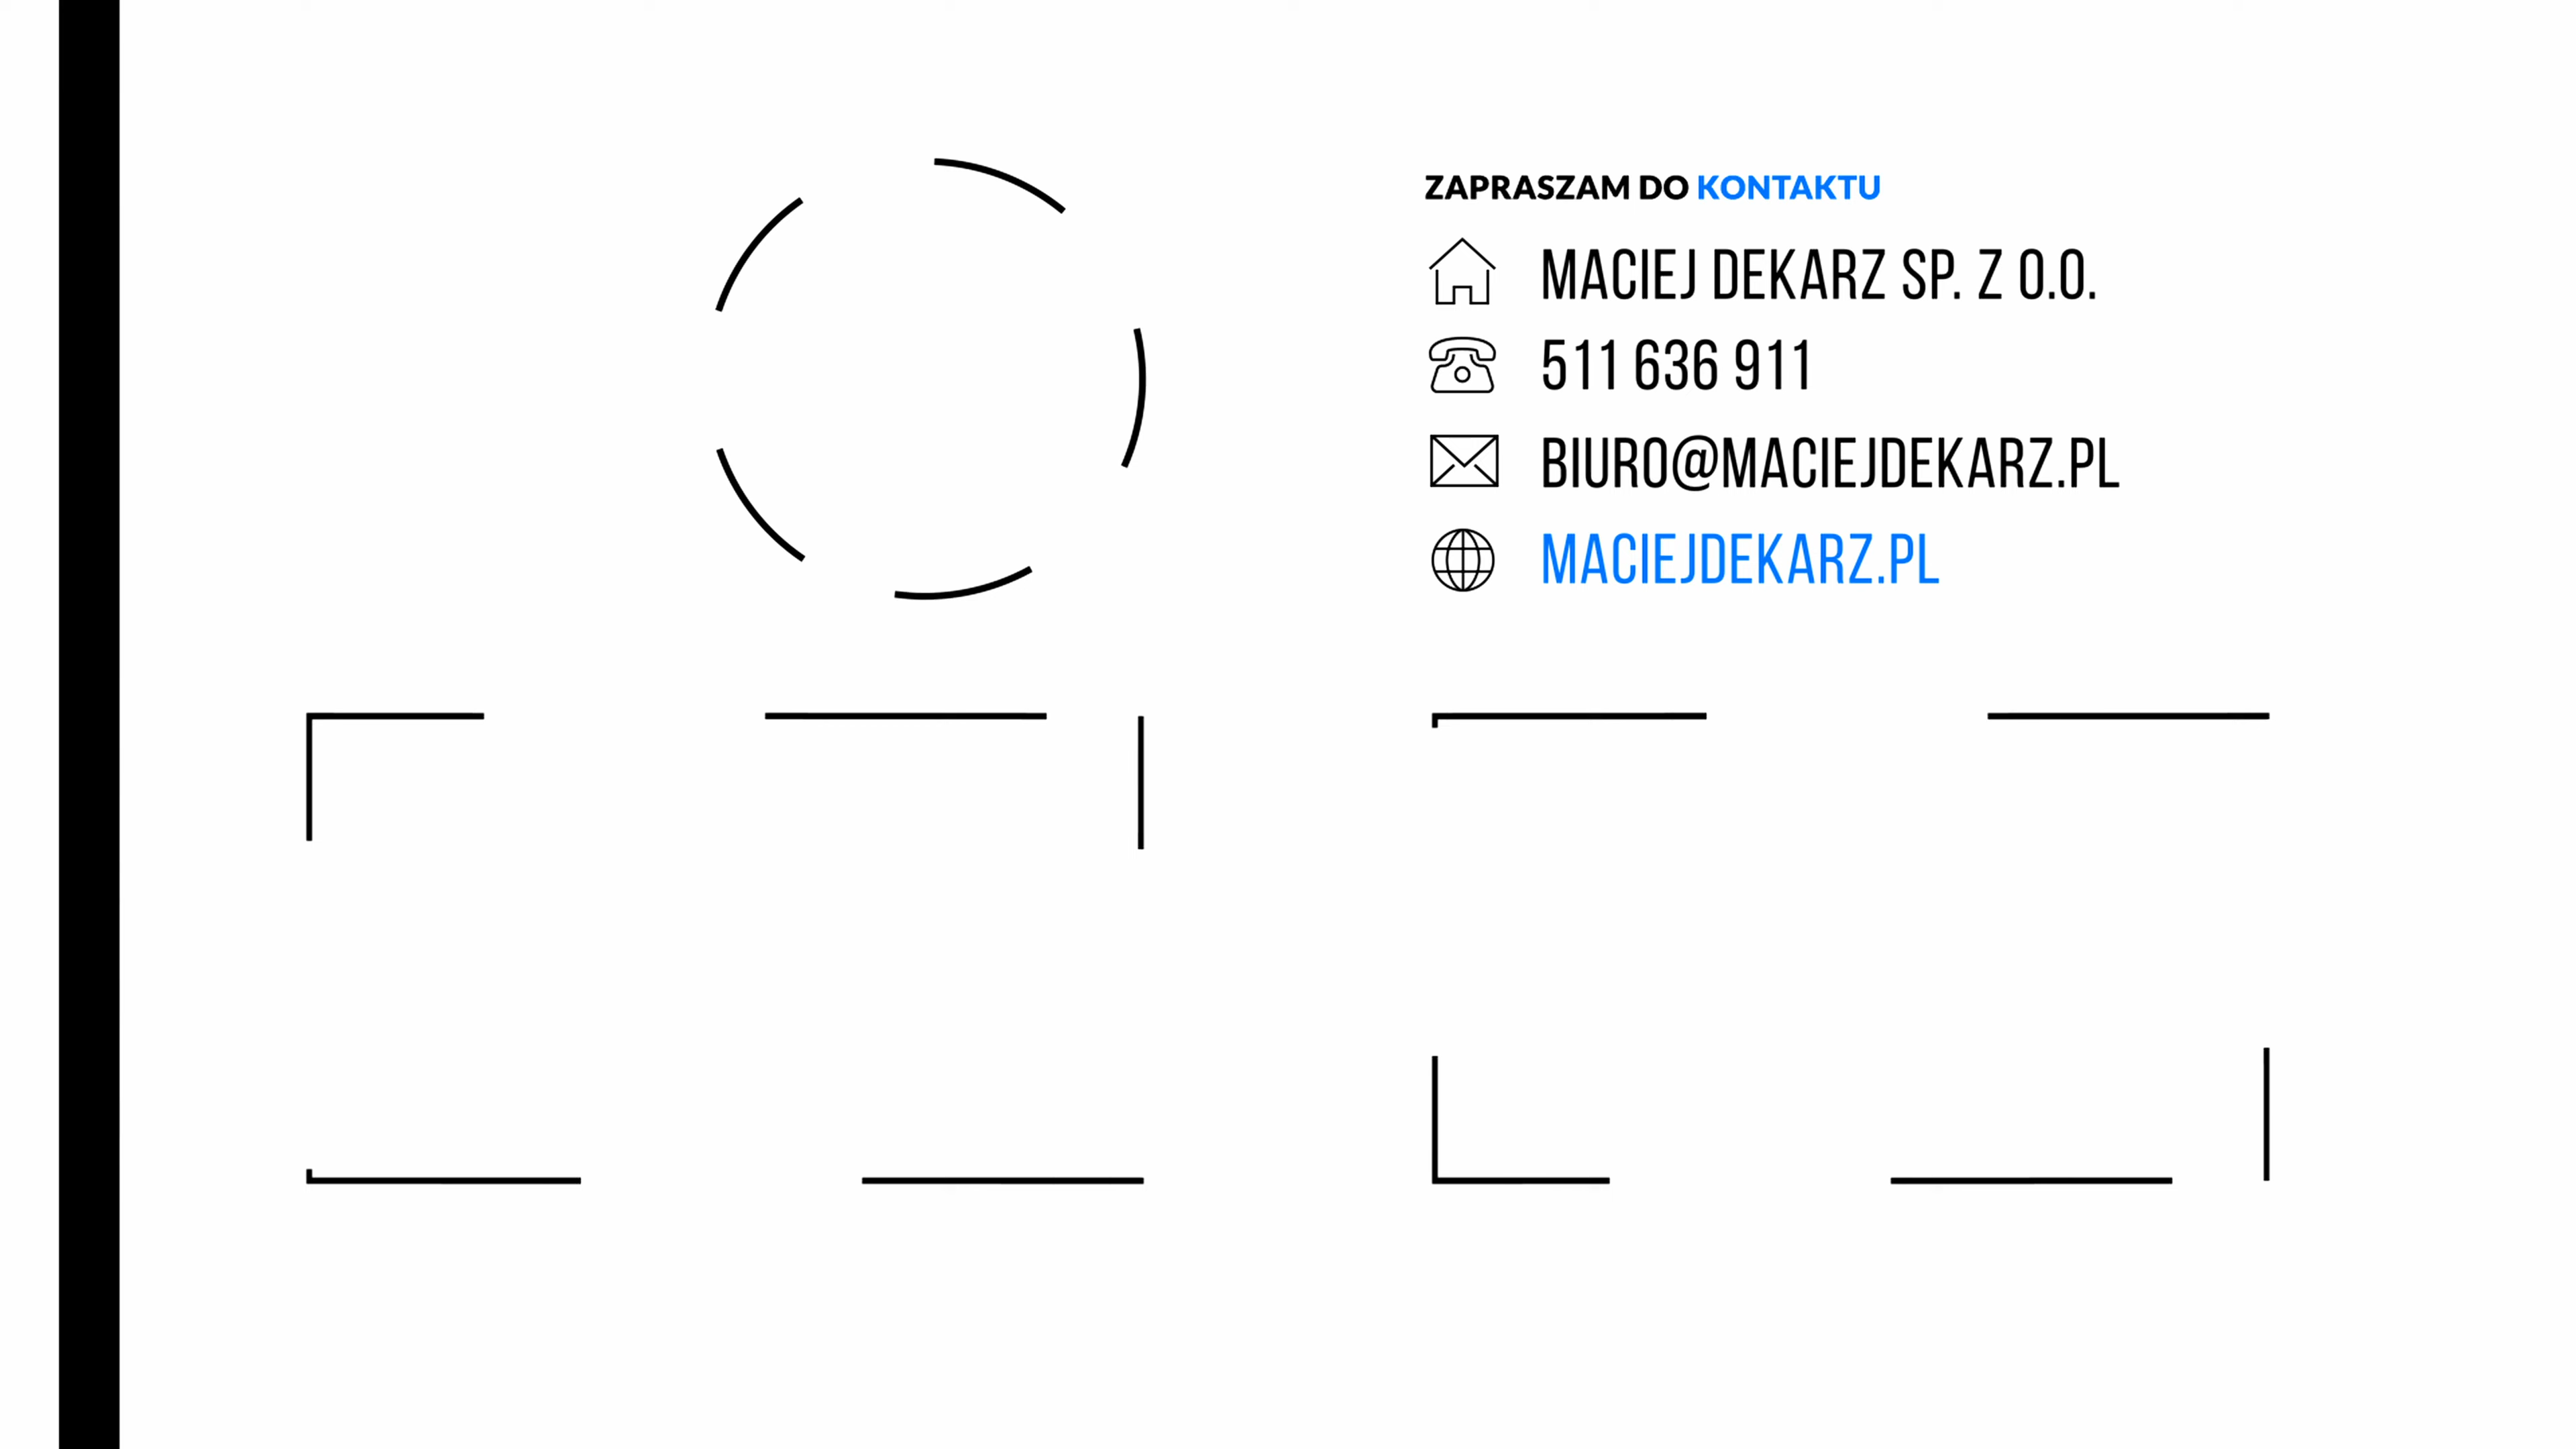 ZAPRASZAM DO KONTAKTU
MACIEJ DEKARZ SP. Z O.O.
511 636 911
BIURO@MACIEJDEKARZ.PL
MACIEJDEKARZ.PL